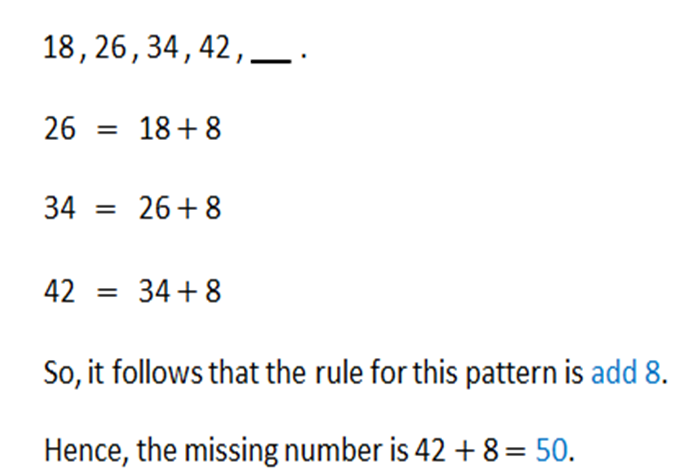 18, 26, 34, 42, __ .
26 = 18 + 8
34 = 26 + 8
42 = 34 + 8
So, it follows that the rule for this pattern is add 8.
Hence, the missing number is 42 + 8 = 50.